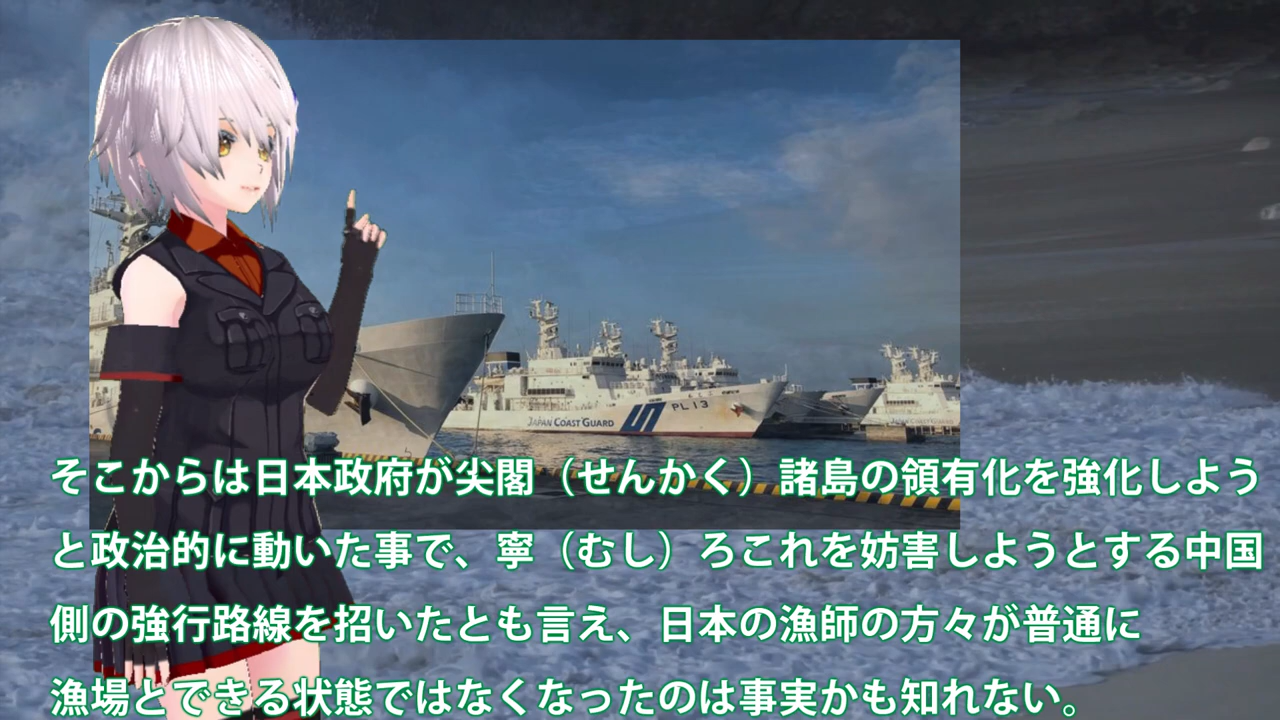 JAPAN COAST GUARD
PL 13
そこからは日本政府が尖閣（せんかく）諸島の領有化を強化しよう
と政治的に動いた事で、寧（むし）ろこれを妨害しようとする中国
側の強行路線を招いたとも言え、日本の漁師の方々が普通に
漁場とできる状態ではなくなったのは事実かも知れない。